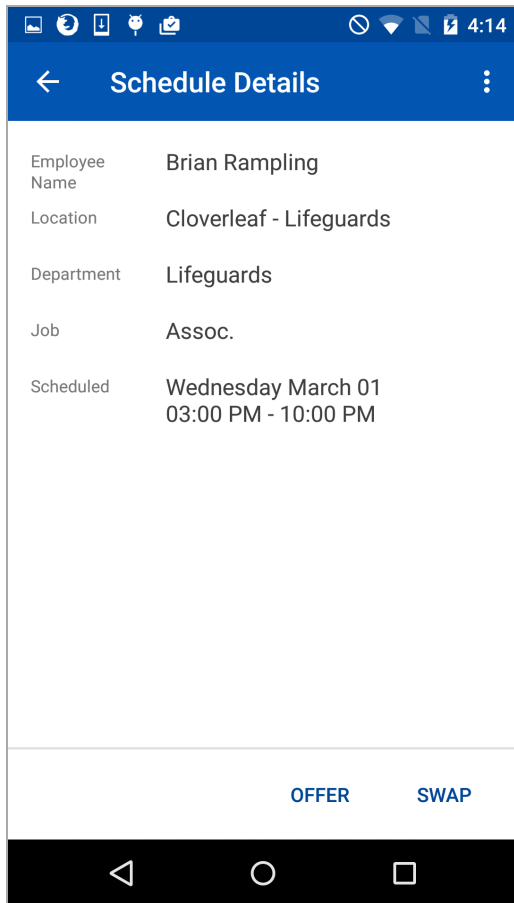 4:14
Schedule Details
Employee Name
Brian Rampling
Location
Cloverleaf - Lifeguards
Department
Lifeguards
Job
Assoc.
Scheduled
Wednesday March 01
03:00 PM - 10:00 PM
OFFER
SWAP